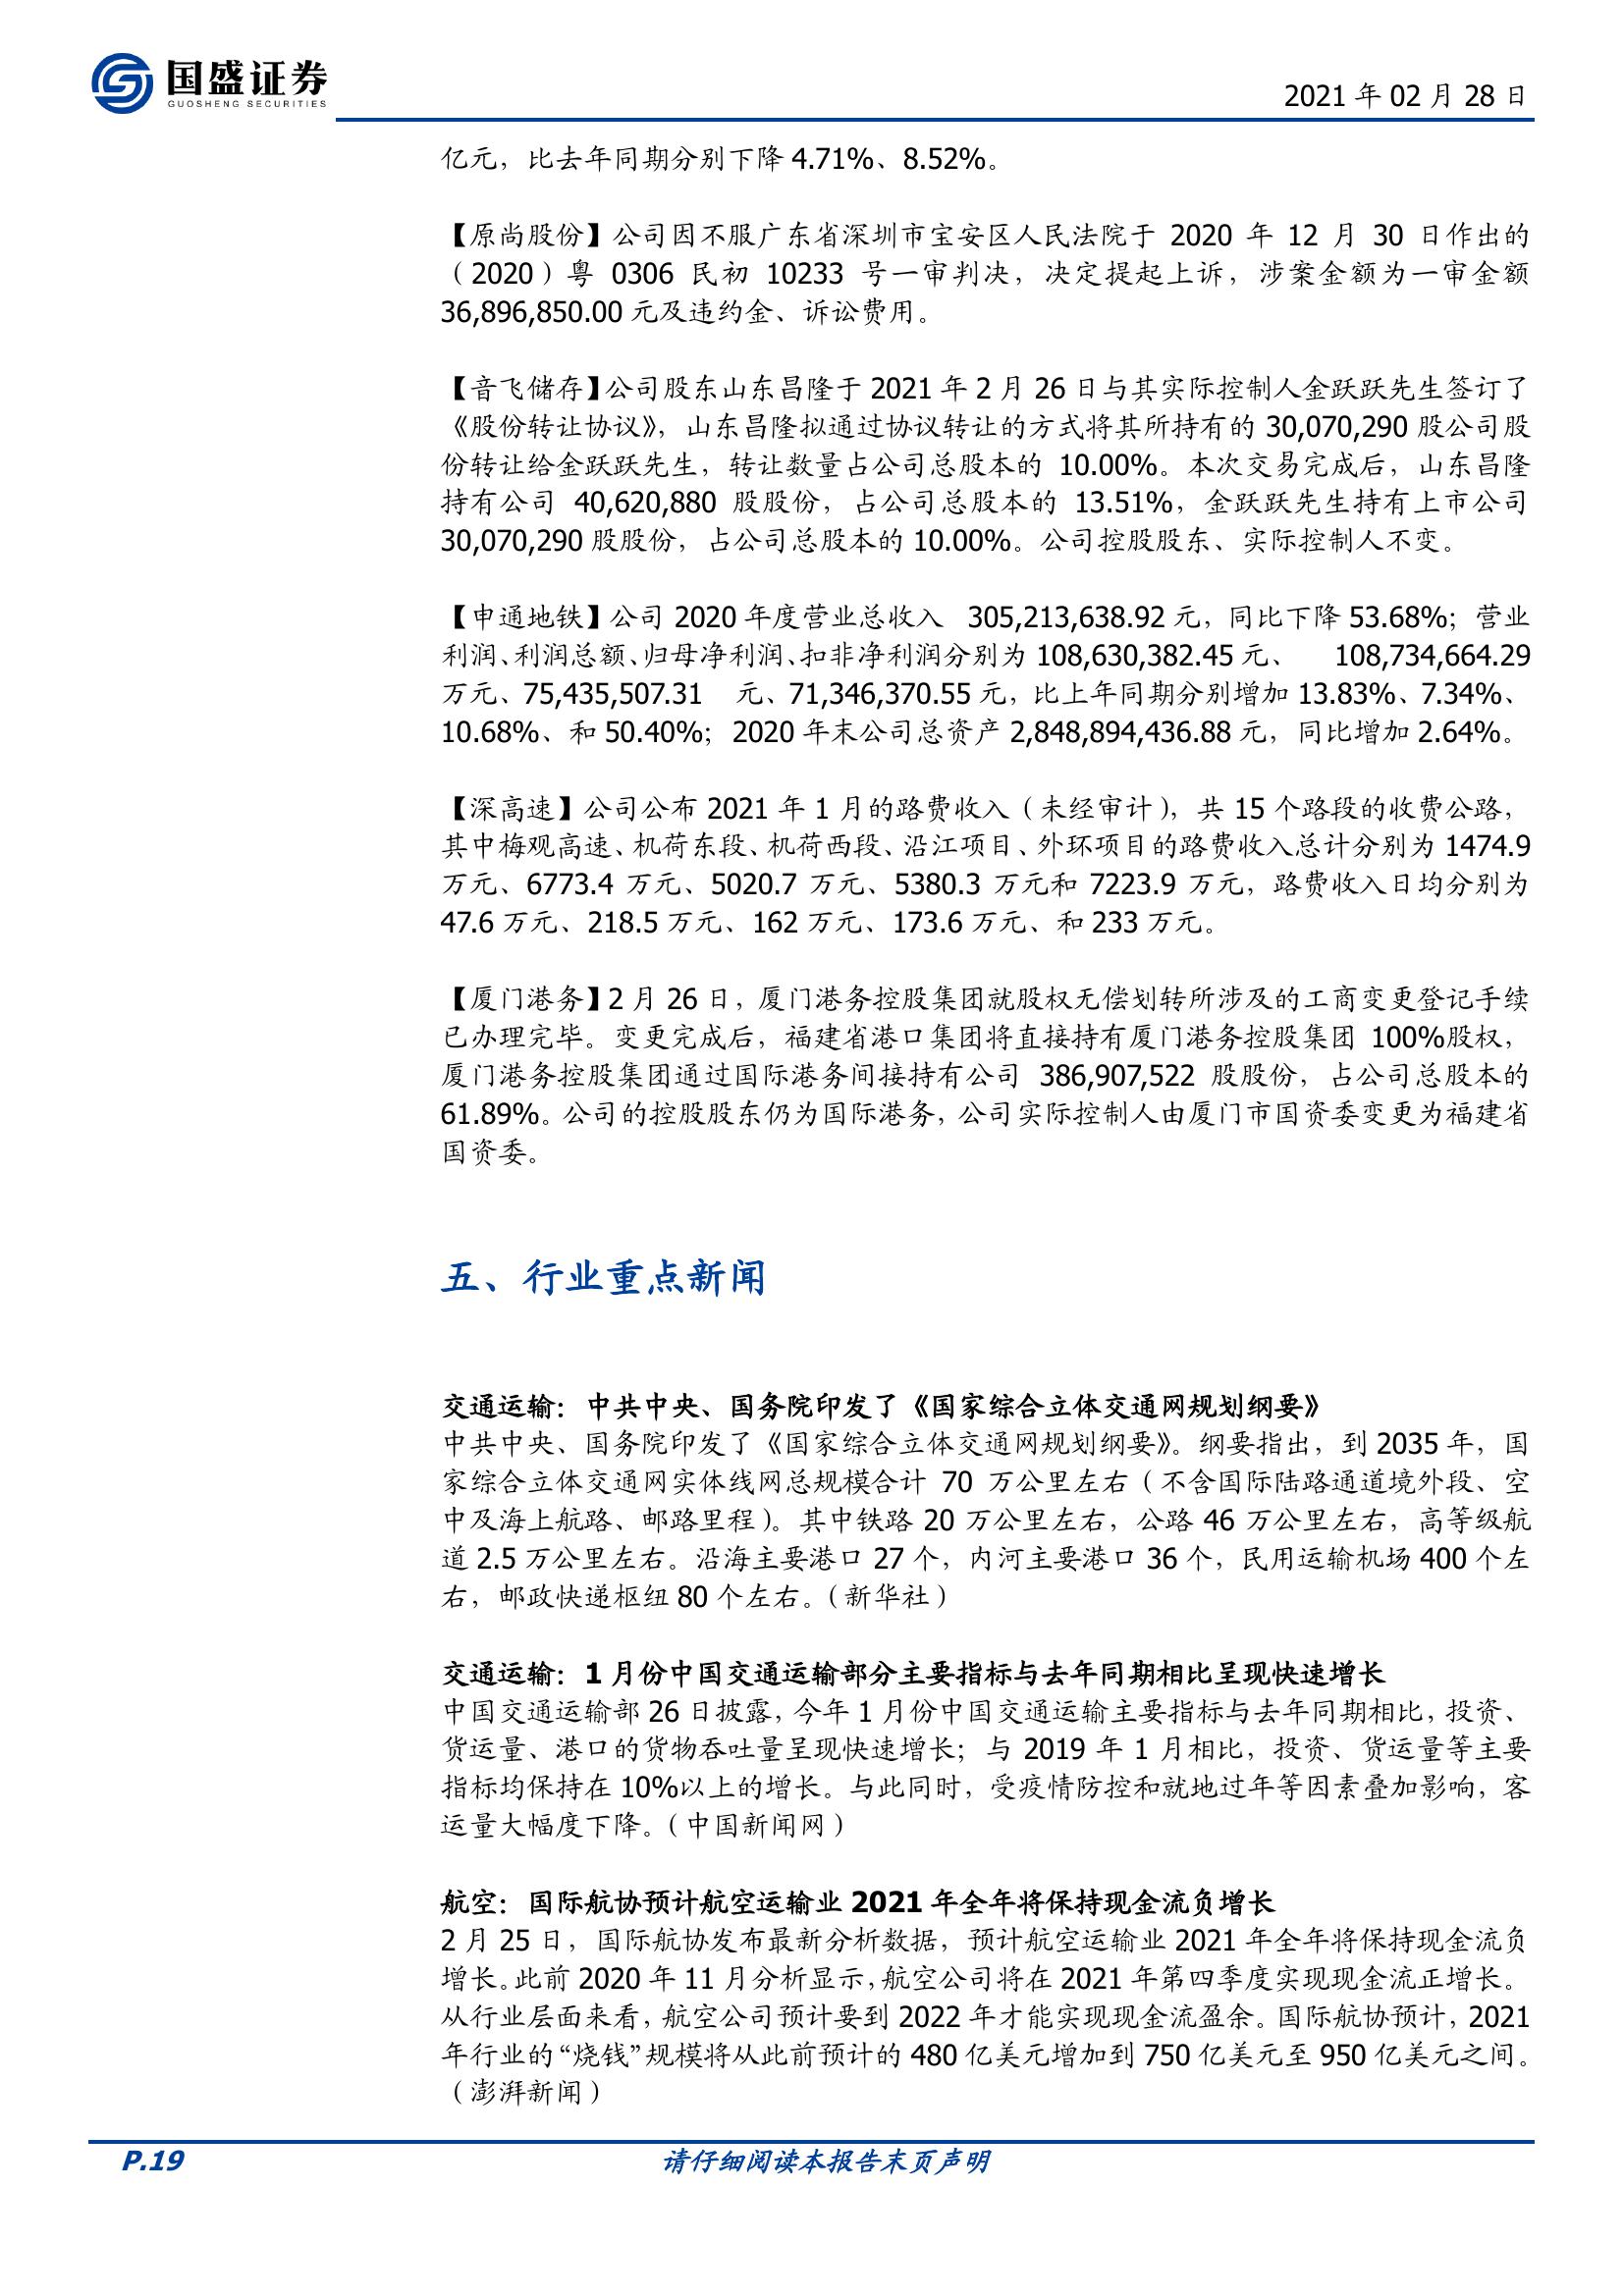 国盛证券
GUOSHENG SECURITIES
2021 年 02 月 28 日
亿元，比去年同期分别下降 4.71%、8.52%。
【原尚股份】公司因不服广东省深圳市宝安区人民法院于 2020 年 12 月 30 日作出的
（2020）粤 0306 民初 10233 号一审判决，决定提起上诉，涉案金额为一审金额
36,896,850.00 元及违约金、诉讼费用。
【音飞储存】公司股东山东昌隆于 2021 年 2 月 26 日与其实际控制人金跃跃先生签订了
《股份转让协议》，山东昌隆拟通过协议转让的方式将其所持有的 30,070,290 股公司股
份转让给金跃跃先生，转让数量占公司总股本的 10.00%。本次交易完成后，山东昌隆
持有公司 40,620,880 股股份，占公司总股本的 13.51%，金跃跃先生持有上市公司
30,070,290 股股份，占公司总股本的 10.00%。公司控股股东、实际控制人不变。
【申通地铁】公司 2020 年度营业总收入 305,213,638.92 元，同比下降 53.68%；营业
利润、利润总额、归母净利润、扣非净利润分别为 108,630,382.45 元、 108,734,664.29
万元、75,435,507.31 元、71,346,370.55 元，比上年同期分别增加 13.83%、7.34%、
10.68%、和 50.40%；2020 年末公司总资产 2,848,894,436.88 元，同比增加 2.64%。
【深高速】公司公布 2021 年 1 月的路费收入（未经审计），共 15 个路段的收费公路，
其中梅观高速、机荷东段、机荷西段、沿江项目、外环项目的路费收入总计分别为 1474.9
万元、6773.4 万元、5020.7 万元、5380.3 万元和 7223.9 万元，路费收入日均分别为
47.6 万元、218.5 万元、162 万元、173.6 万元、和 233 万元。
【厦门港务】2 月 26 日，厦门港务控股集团就股权无偿划转所涉及的工商变更登记手续
已办理完毕。变更完成后，福建省港口集团将直接持有厦门港务控股集团 100%股权，
厦门港务控股集团通过国际港务间接持有公司 386,907,522 股股份，占公司总股本的
61.89%。公司的控股股东仍为国际港务，公司实际控制人由厦门市国资委变更为福建省
国资委。
五、行业重点新闻
交通运输：中共中央、国务院印发了《国家综合立体交通网规划纲要》
中共中央、国务院印发了《国家综合立体交通网规划纲要》。纲要指出，到 2035 年，国
家综合立体交通网实体线网总规模合计 70 万公里左右（不含国际陆路通道境外段、空
中及海上航路、邮路里程）。其中铁路 20 万公里左右，公路 46 万公里左右，高等级航
道 2.5 万公里左右。沿海主要港口 27 个，内河主要港口 36 个，民用运输机场 400 个左
右，邮政快递枢纽 80 个左右。（新华社）
交通运输：1 月份中国交通运输部分主要指标与去年同期相比呈现快速增长
中国交通运输部 26 日披露，今年 1 月份中国交通运输主要指标与去年同期相比，投资、
货运量、港口的货物吞吐量呈现快速增长；与 2019 年 1 月相比，投资、货运量等主要
指标均保持在 10%以上的增长。与此同时，受疫情防控和就地过年等因素叠加影响，客
运量大幅度下降。（中国新闻网）
航空：国际航协预计航空运输业 2021 年全年将保持现金流负增长
2 月 25 日，国际航协发布最新分析数据，预计航空运输业 2021 年全年将保持现金流负
增长。此前 2020 年 11 月分析显示，航空公司将在 2021 年第四季度实现现金流正增长。
从行业层面来看，航空公司预计要到 2022 年才能实现现金流盈余。国际航协预计，2021
年行业的“烧钱”规模将从此前预计的 480 亿美元增加到 750 亿美元至 950 亿美元之间。
（澎湃新闻）
P.19
请仔细阅读本报告末页声明